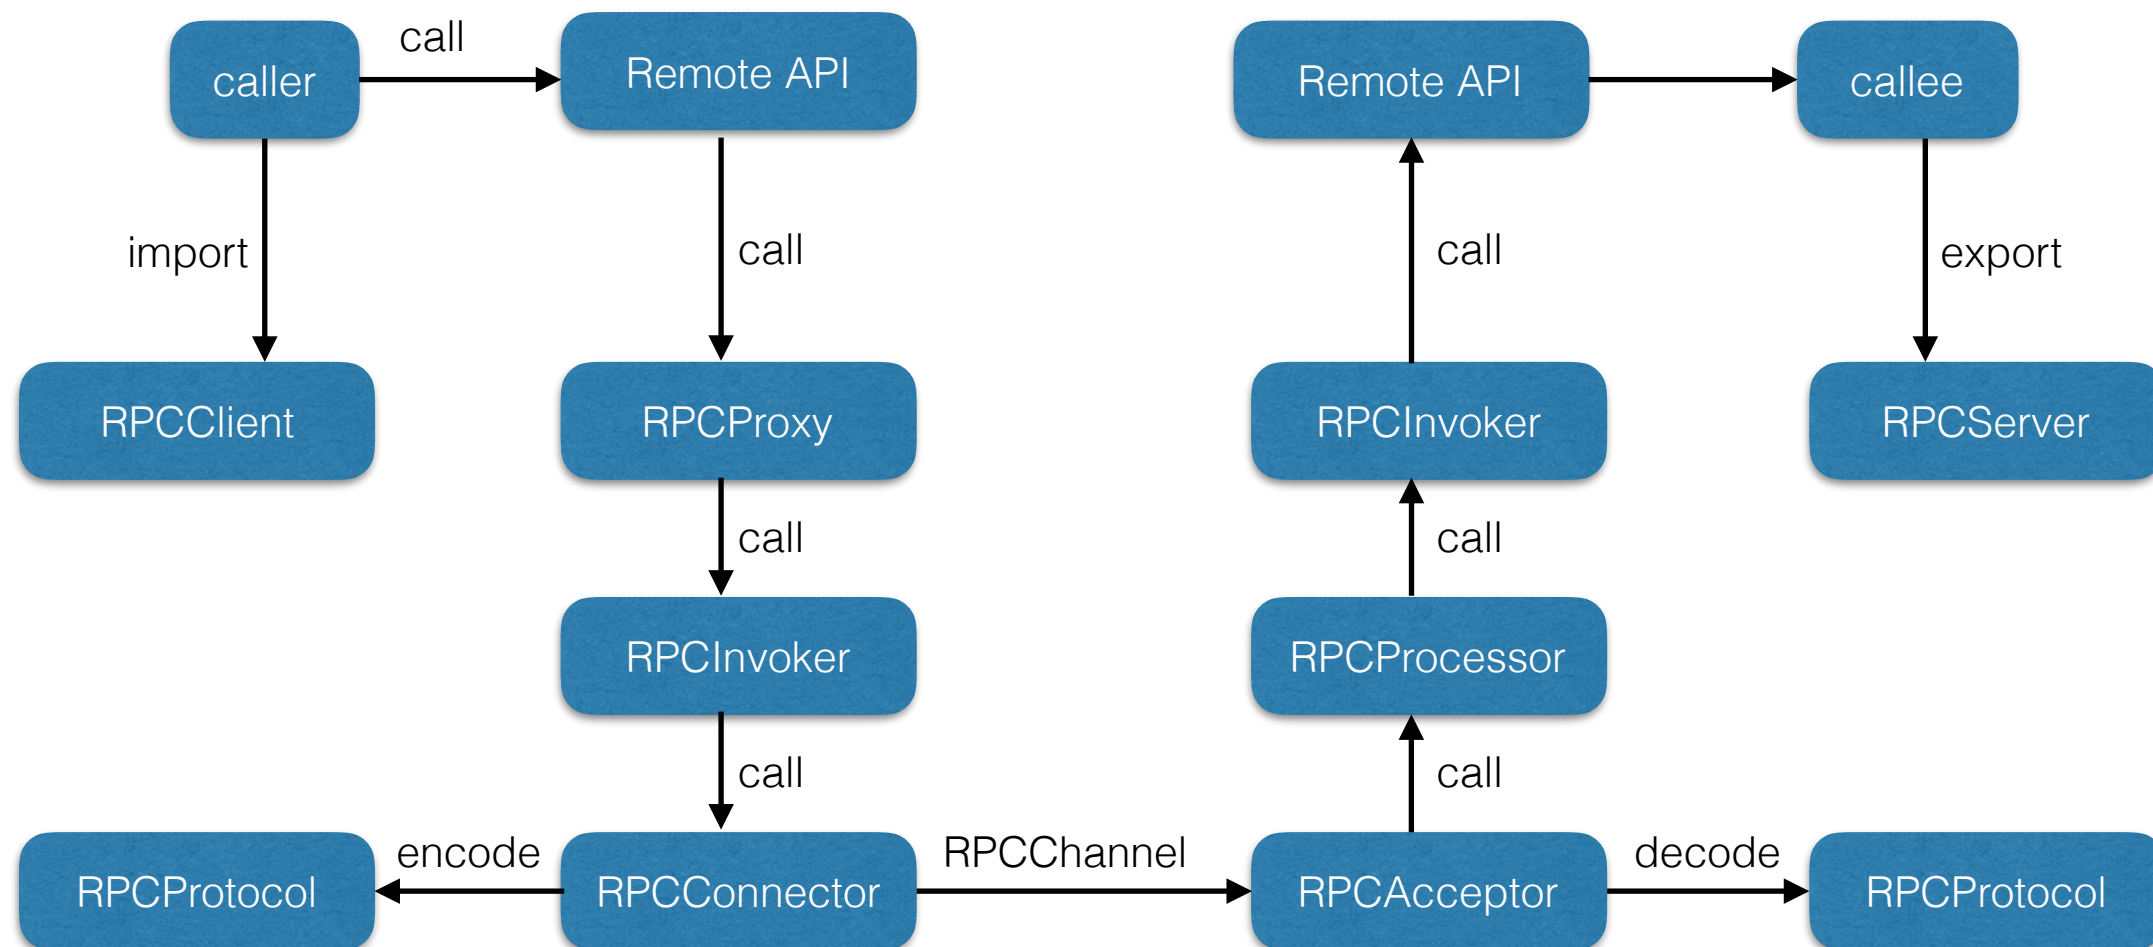 call
caller
Remote API
Remote API
callee
import
call
call
export
RPCClient
RPCProxy
RPCInvoker
RPCServer
call
call
RPCInvoker
RPCProcessor
call
call
encode
RPCChannel
decode
RPCProtocol
RPCConnector
RPCAcceptor
RPCProtocol